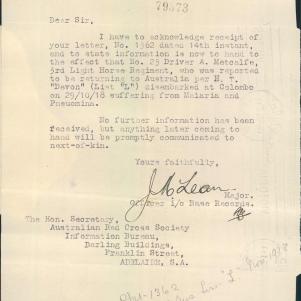 79573
Dear Sir,
I have to acknowledge receipt of
your letter, No. 1362 dated 14th instant,
and to state information is now to hand to
the effect that No. 23 Driver A. Metcalfe,
3rd Light Horse Regiment, who was reported
to be returning to Australia per H. T.
"Devon" (List "L") disembarked at Colombo
on 29/10/18 suffering from Malaria and
Pneumonia.
No further information has been
received, but anything later coming to
hand will be promptly communicated to
next-of-kin.
Yours faithfully,
J McLean
Major.
Officer i/c Base Records.
The Hon. Secretary,
Australian Red Cross Society
Information Bureau,
Darling Buildings,
Franklin Street,
ADELAIDE, S.A.
1362
"L"